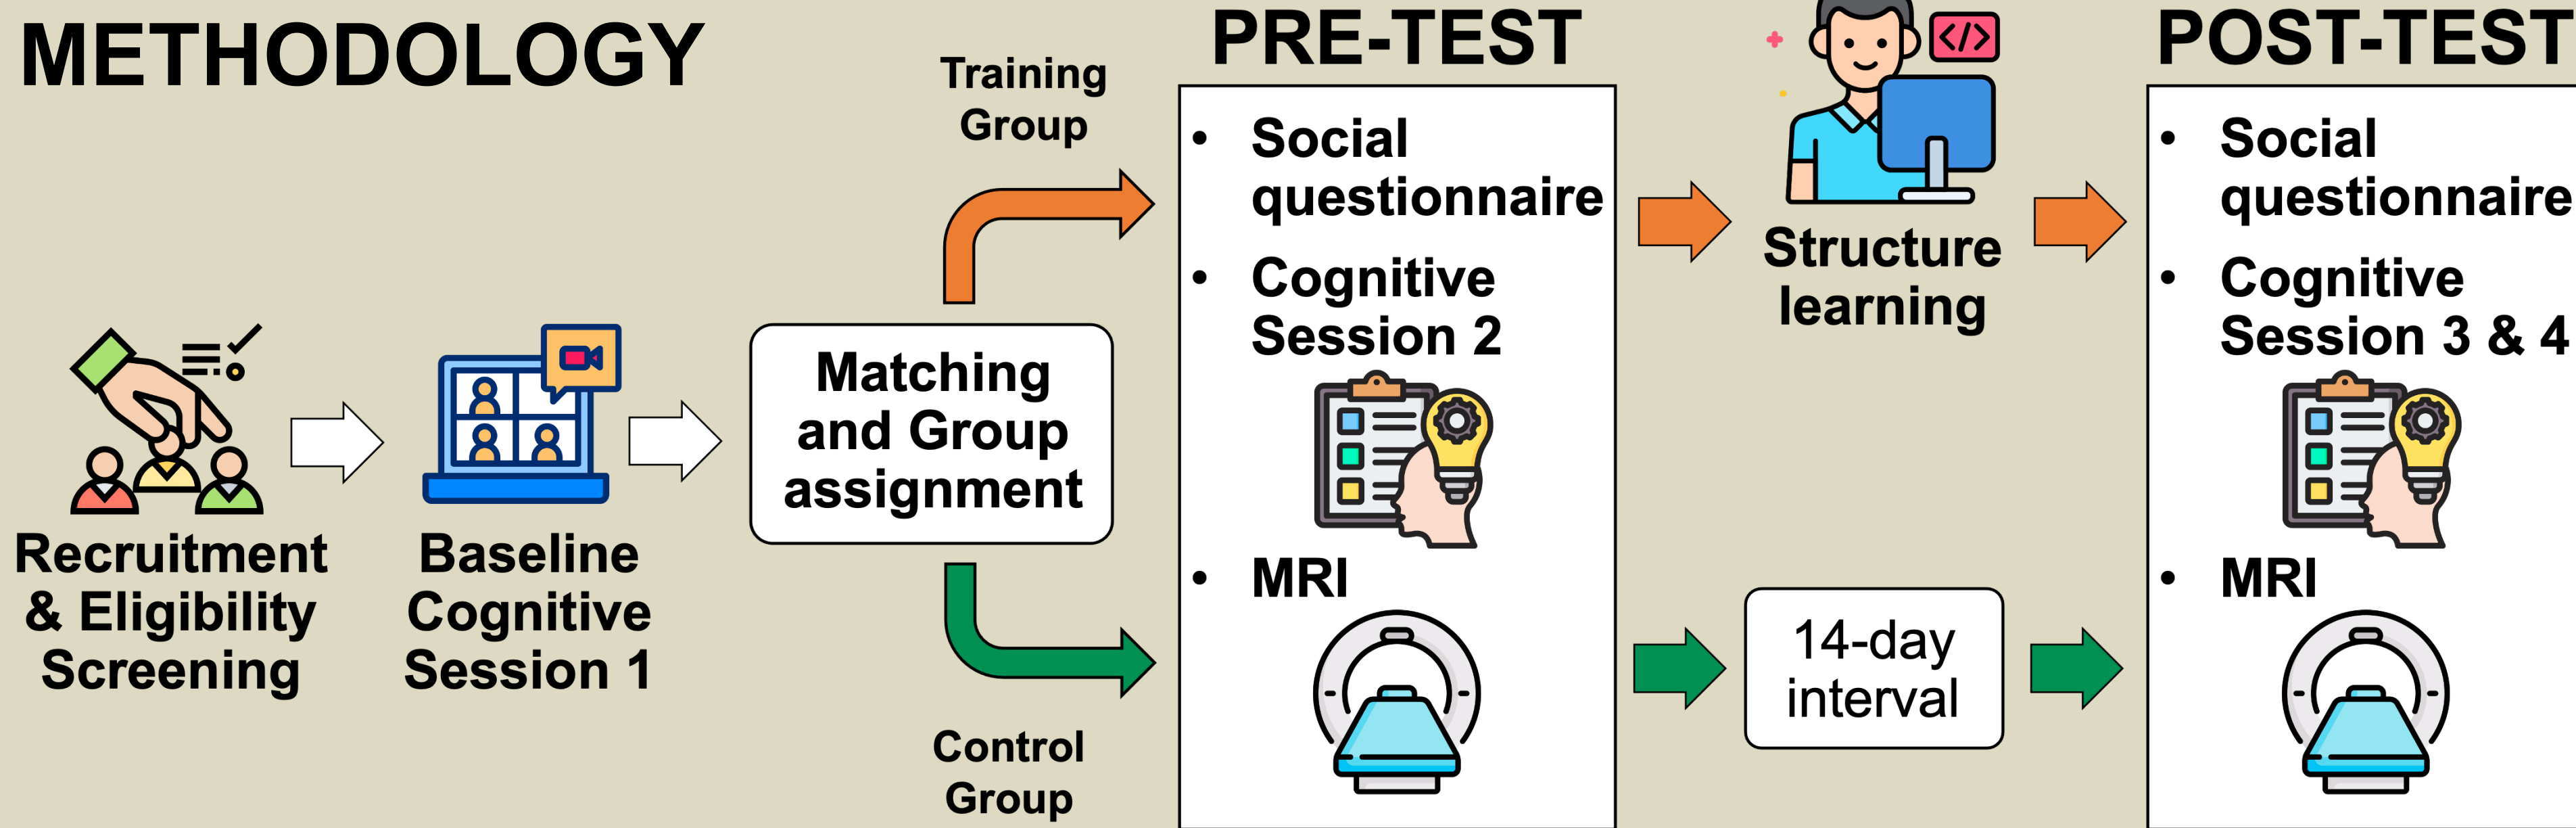 METHODOLOGY
Recruitment
& Eligibility
Screening
Baseline
Cognitive
Session 1
Matching
and Group
assignment
Training
Group
Control
Group
PRE-TEST
• Social
questionnaire
• Cognitive
Session 2
• MRI
</>
Structure
learning
14-day
interval
POST-TEST
• Social
questionnaire
• Cognitive
Session 3 & 4
• MRI